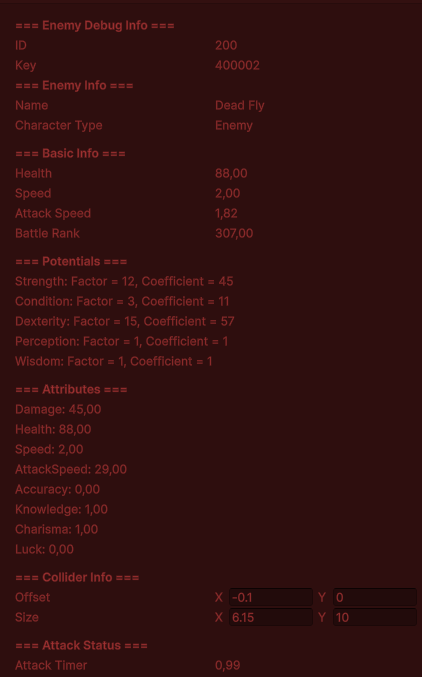 === Enemy Debug Info ===
ID 200
Key 400002
=== Enemy Info ===
Name Dead Fly
Character Type Enemy
=== Basic Info ===
Health 88,00
Speed 2,00
Attack Speed 1,82
Battle Rank 307,00
=== Potentials ===
Strength: Factor = 12, Coefficient = 45
Condition: Factor = 3, Coefficient = 11
Dexterity: Factor = 15, Coefficient = 57
Perception: Factor = 1, Coefficient = 1
Wisdom: Factor = 1, Coefficient = 1
=== Attributes ===
Damage: 45,00
Health: 88,00
Speed: 2,00
AttackSpeed: 29,00
Accuracy: 0,00
Knowledge: 1,00
Charisma: 1,00
Luck: 0,00
=== Collider Info ===
Offset X -0.1 Y 0
Size X 6.15 Y 10
=== Attack Status ===
Attack Timer 0,99